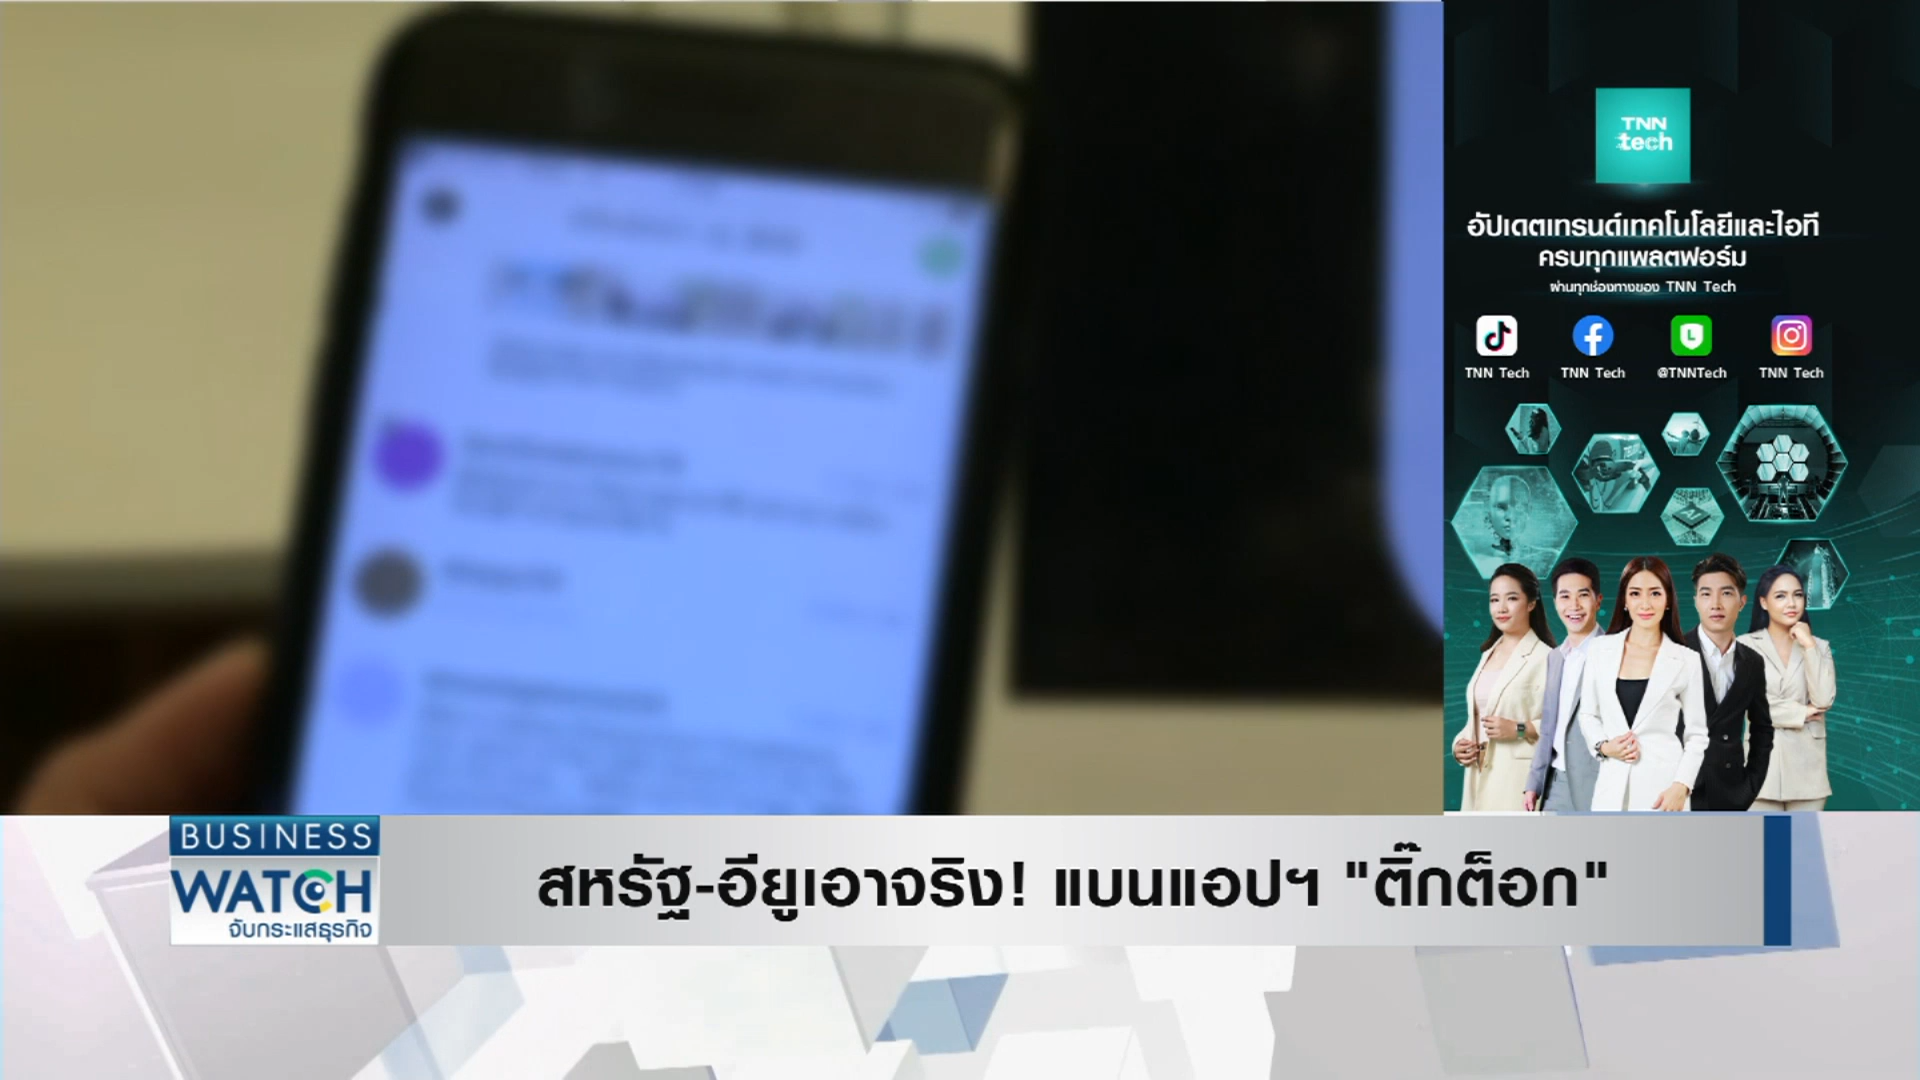 TNN
tech
อัปเดตเทรนด์เทคโนโลยีและไอที
ครบทุกแพลตฟอร์ม
ผ่านทุกช่องทางของ TNN Tech
TNN Tech
TNN Tech
@TNNTech
TNN Tech
BUSINESS
WATCH
จับกระแสธุรกิจ
สหรัฐ-อียูเอาจริง! แบนแอปฯ "ติ๊กต็อก"